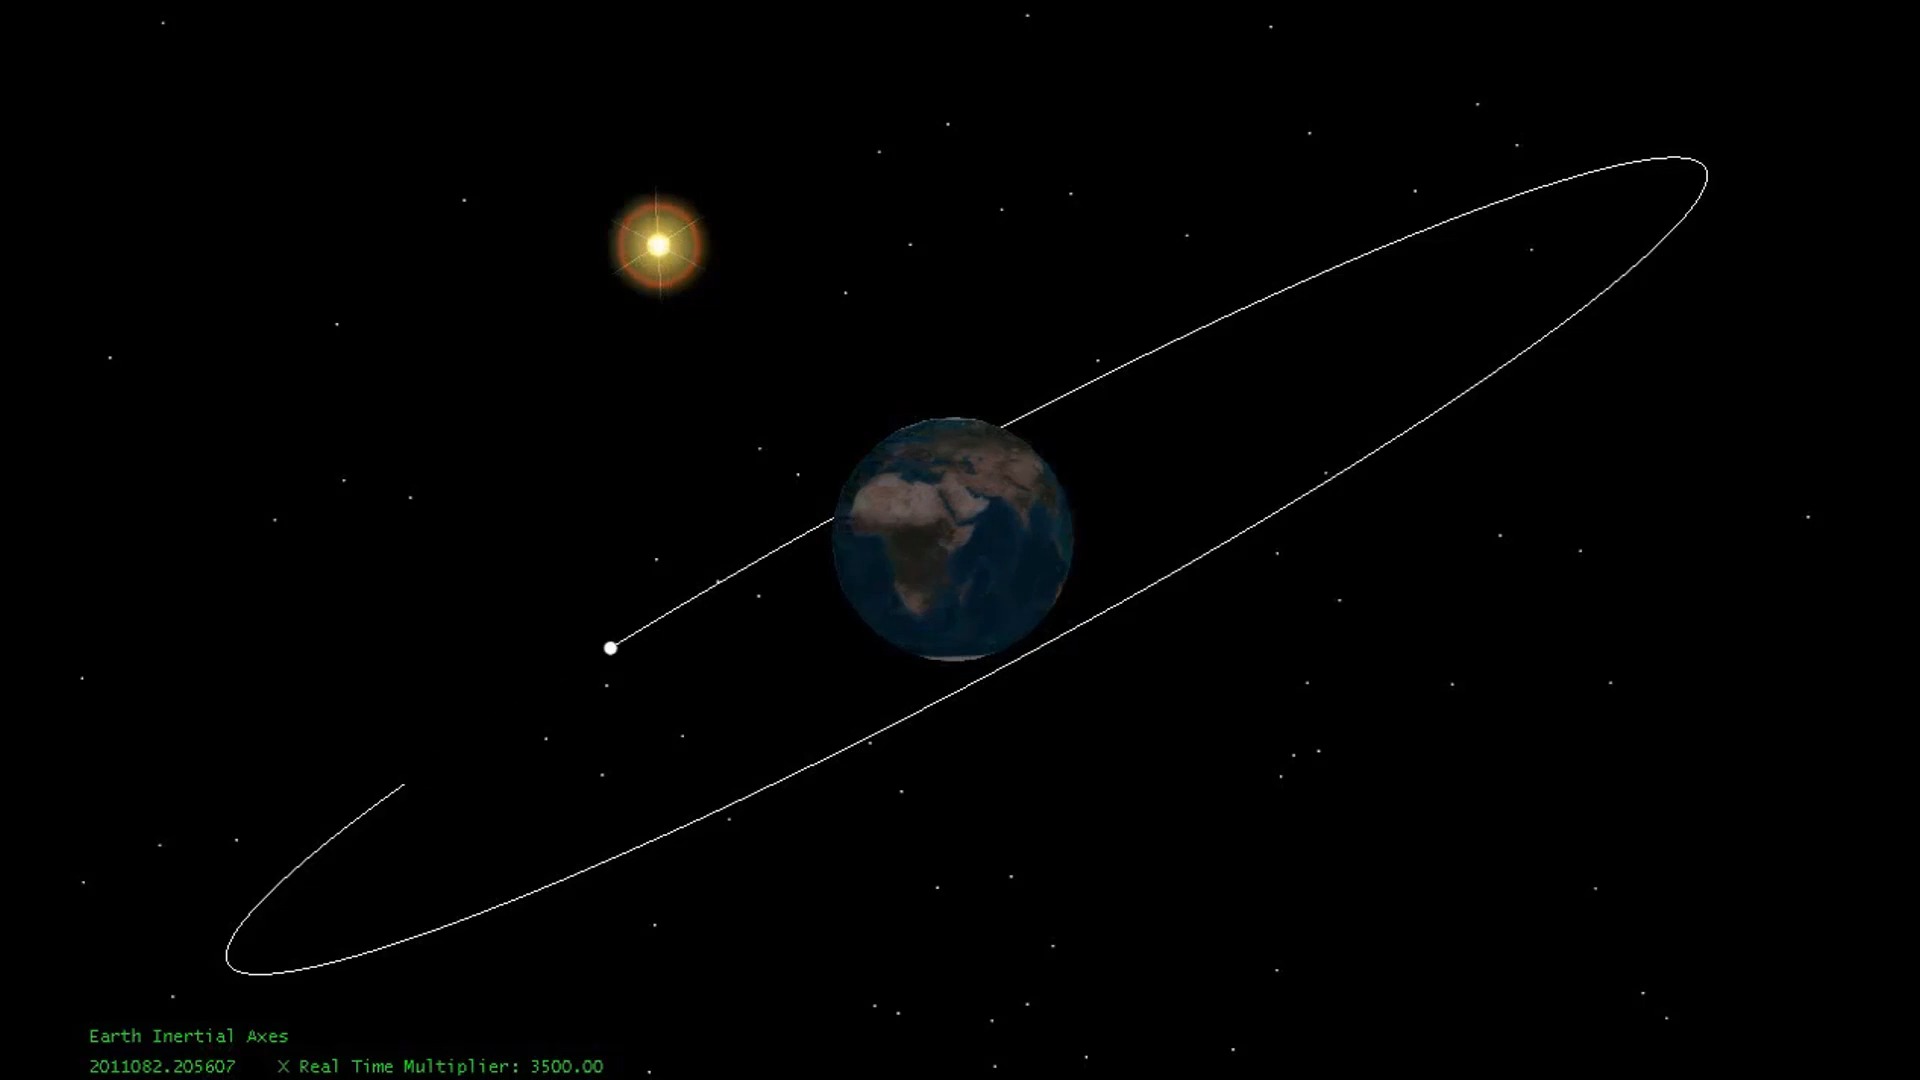 Earth Inertial Axes
2011082.205607 X Real Time Multiplier: 3500.00